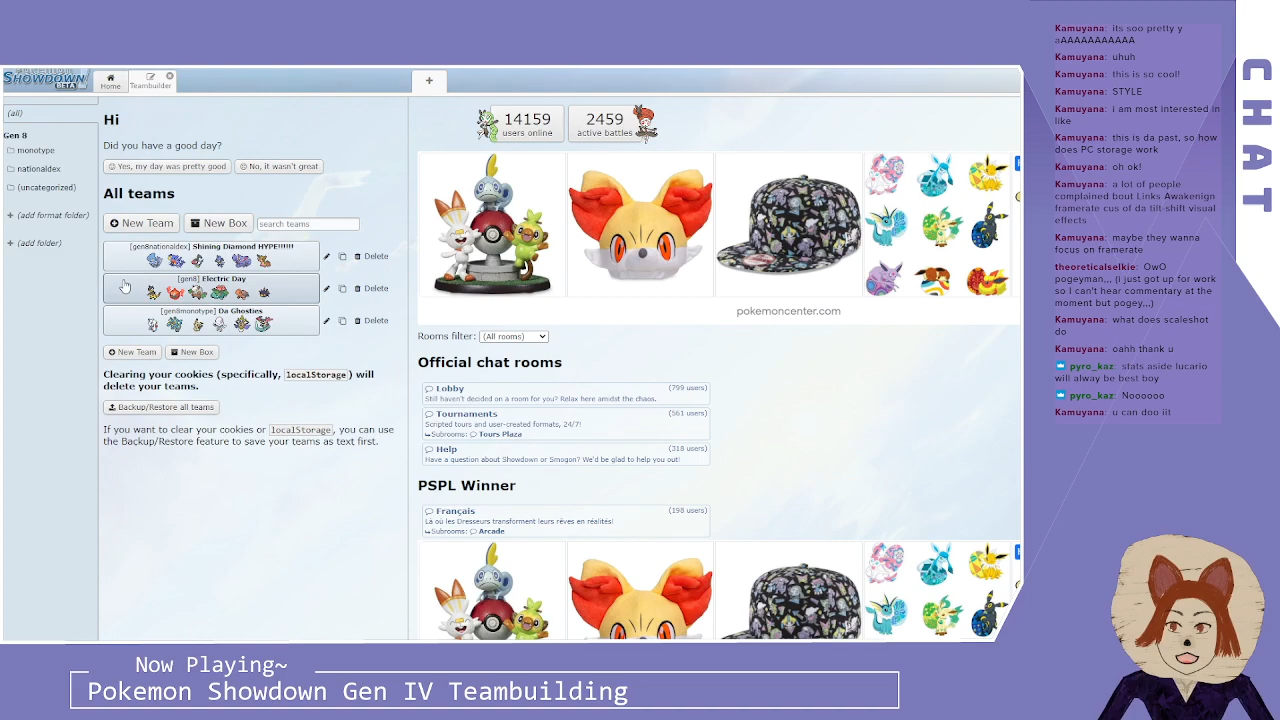 SHOWDOWN
BETA
Home
Teambuilder
+
(all)
Gen 8
monotype
nationaldex
(uncategorized)
+ (add format folder)
+ (add folder)
Hi
Did you have a good day?
Yes, my day was pretty good
No, it wasn't great
All teams
New Team
New Box
search teams
[gen8nationaldex] Shining Diamond HYPE!!!!!!
Delete
[gen8] Electric Day
Delete
[gen8monotype] Da Ghosties
Delete
New Team
New Box
Clearing your cookies (specifically, localStorage) will
delete your teams.
Backup/Restore all teams
If you want to clear your cookies or localStorage, you can use
the Backup/Restore feature to save your teams as text first.
14159
users online
2459
active battles
pokemoncenter.com
Rooms filter: (All rooms)
Official chat rooms
Lobby (799 users)
Still haven't decided on a room for you? Relax here amidst the chaos.
Tournaments (561 users)
Scripted tours and user-created formats, 24/7!
Subrooms: Tours Plaza
Help (318 users)
Have a question about Showdown or Smogon? We'd be glad to help you out!
PSPL Winner
Français (198 users)
Là où les Dresseurs transforment leurs rêves en réalités!
Subrooms: Arcade
Kamuyana: its soo pretty y
aAAAAAAAAAAA
Kamuyana: uhuh
Kamuyana: this is so cool!
Kamuyana: STYLE
Kamuyana: i am most interested in
like
Kamuyana: this is da past, so how
does PC storage work
Kamuyana: oh ok!
Kamuyana: a lot of people
complained bout Links Awakenign
framerate cus of da tilt-shift visual
effects
Kamuyana: maybe they wanna
focus on framerate
theoreticalselkie: OwO
pogeyman,,, (i just got up for work
so I can't hear commentary at the
moment but pogey,,,)
Kamuyana: what does scaleshot
do
Kamuyana: oahh thank u
pyro_kaz: stats aside lucario
will alway be best boy
pyro_kaz: Noooooo
Kamuyana: u can doo iit
CHAT
Now Playing~
Pokemon Showdown Gen IV Teambuilding